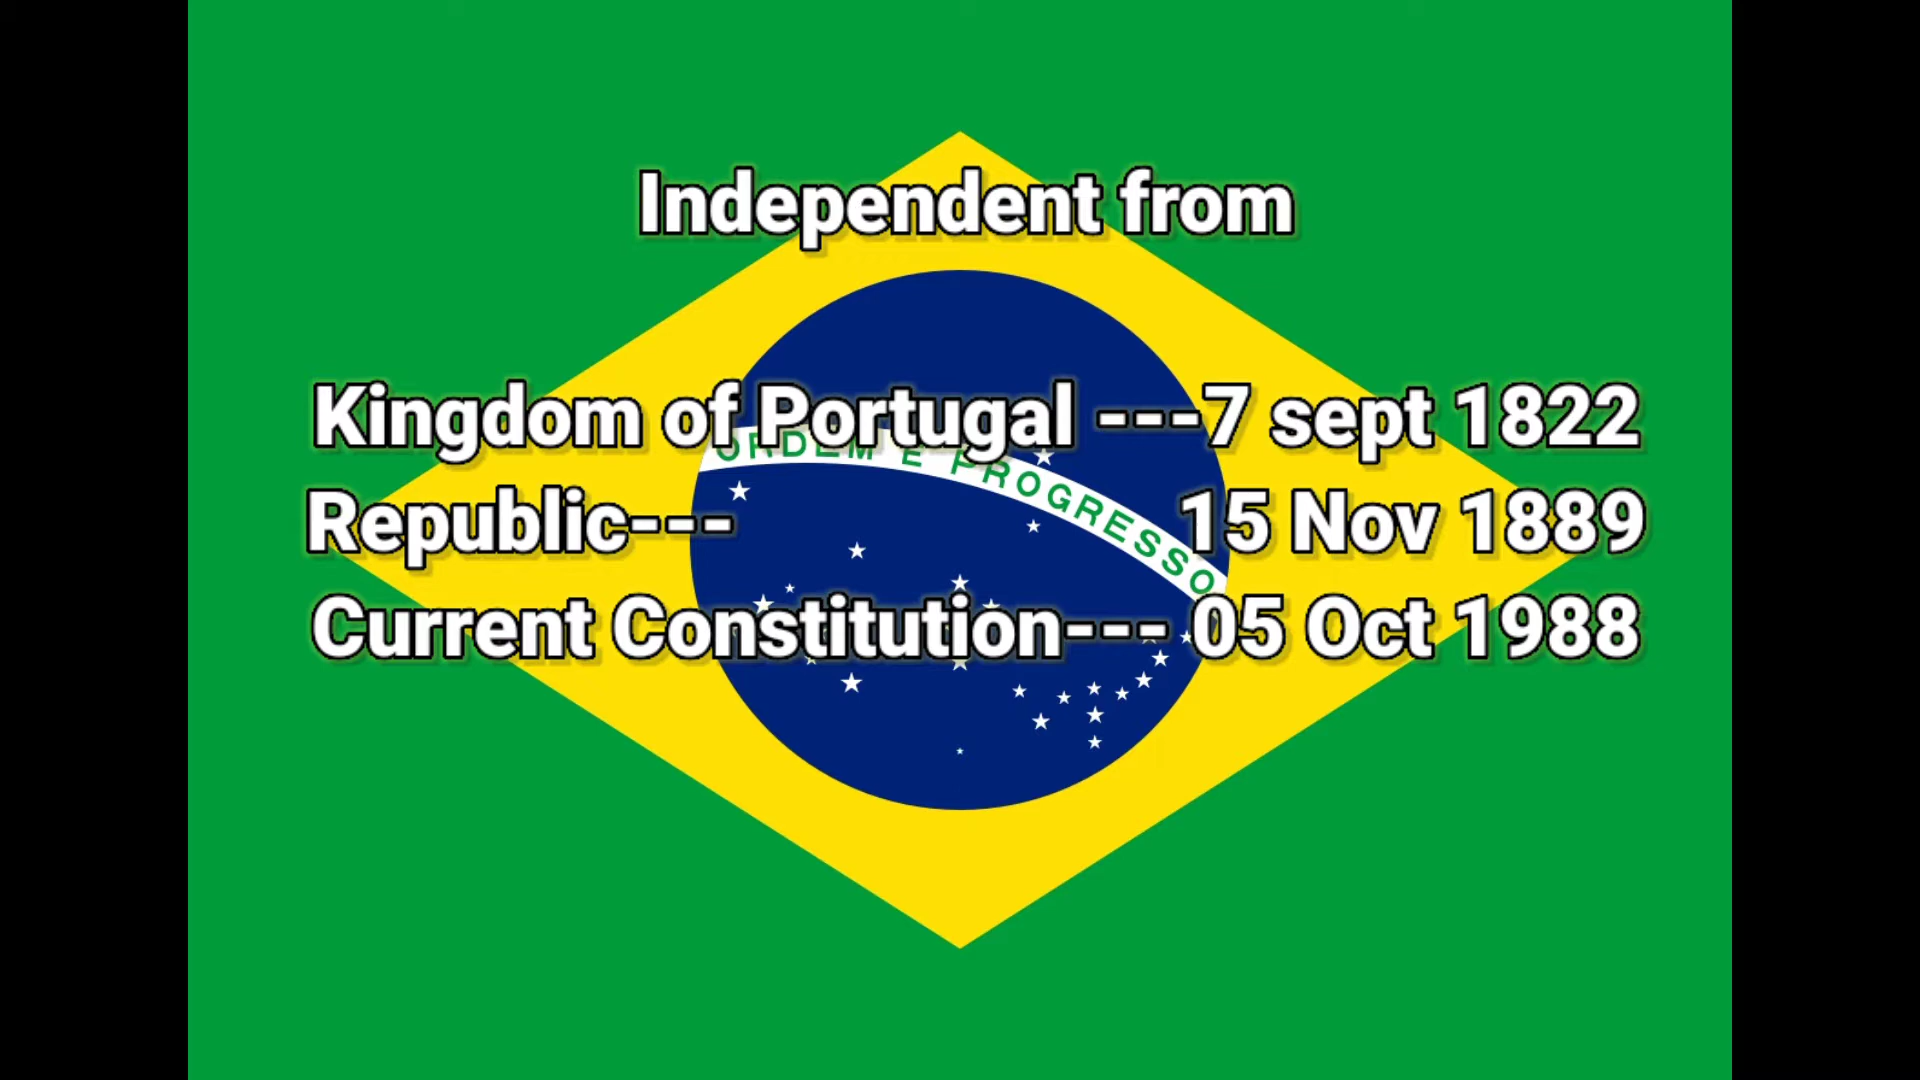 Independent from
Kingdom of Portugal ---7 sept 1822
ORDEM E PROGRESSO
Republic--- 15 Nov 1889
Current Constitution--- 05 Oct 1988